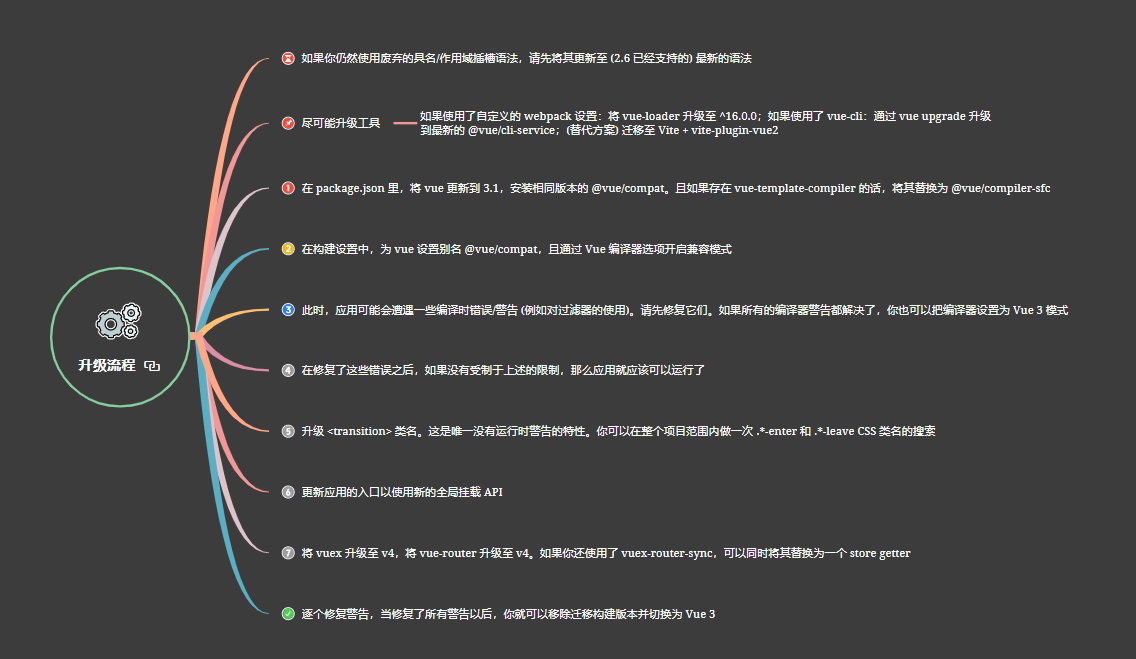 如果你仍然使用废弃的具名/作用域插槽语法，请先将其更新至 (2.6 已经支持的) 最新的语法
尽可能升级工具
如果使用了自定义的 webpack 设置：将 vue-loader 升级至 ^16.0.0；如果使用了 vue-cli：通过 vue upgrade 升级
到最新的 @vue/cli-service；(替代方案) 迁移至 Vite + vite-plugin-vue2
1 在 package.json 里，将 vue 更新到 3.1，安装相同版本的 @vue/compat。且如果存在 vue-template-compiler 的话，将其替换为 @vue/compiler-sfc
2 在构建设置中，为 vue 设置别名 @vue/compat，且通过 Vue 编译器选项开启兼容模式
3 此时，应用可能会遭遇一些编译时错误/警告 (例如对过滤器的使用)。请先修复它们。如果所有的编译器警告都解决了，你也可以把编译器设置为 Vue 3 模式
升级流程
4 在修复了这些错误之后，如果没有受制于上述的限制，那么应用就应该可以运行了
5 升级 <transition> 类名。这是唯一没有运行时警告的特性。你可以在整个项目范围内做一次 .*-enter 和 .*-leave CSS 类名的搜索
6 更新应用的入口以使用新的全局挂载 API
7 将 vuex 升级至 v4，将 vue-router 升级至 v4。如果你还使用了 vuex-router-sync，可以同时将其替换为一个 store getter
逐个修复警告，当修复了所有警告以后，你就可以移除迁移构建版本并切换为 Vue 3